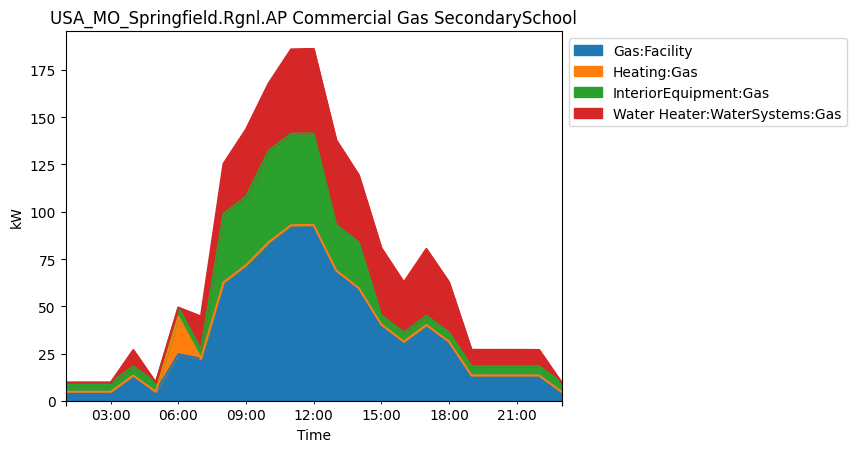 USA_MO_Springfield.Rgnl.AP Commercial Gas SecondarySchool
Gas:Facility
Heating:Gas
InteriorEquipment:Gas
Water Heater:WaterSystems:Gas
175
150
125
100
75
50
25
0
kW
03:00 06:00 09:00 12:00 15:00 18:00 21:00
Time